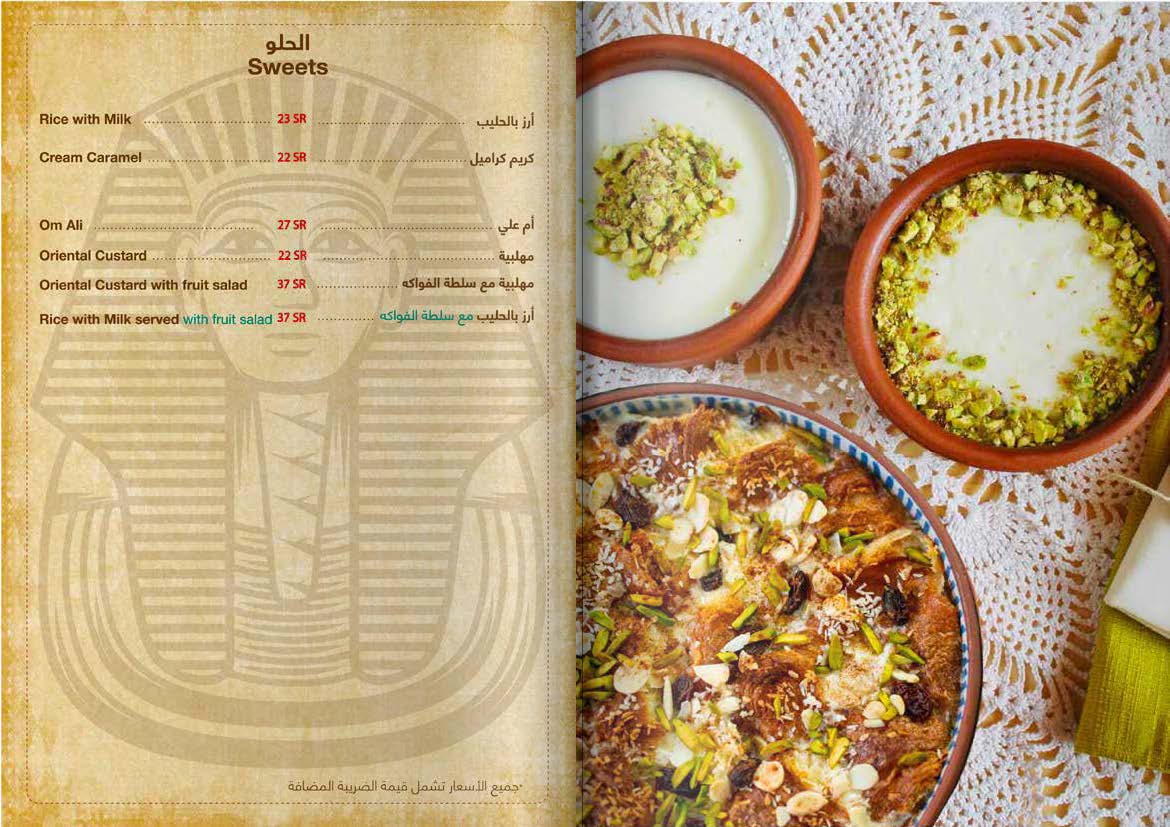 الحلو
Sweets
Rice with Milk 23 SR أرز بالحليب
Cream Caramel 22 SR كريم كراميل
Om Ali 27 SR أم علي
Oriental Custard 22 SR مهلبية
Oriental Custard with fruit salad 37 SR مهلبية مع سلطة الفواكه
Rice with Milk served with fruit salad 37 SR أرز بالحليب مع سلطة الفواكه
جميع الأسعار تشمل قيمة الضريبة المضافة